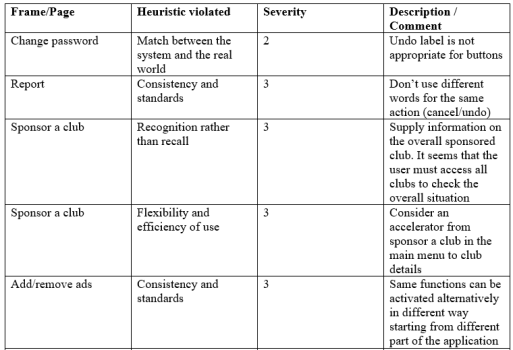 Frame/Page Heuristic violated Severity Description /
Comment
Change password Match between the 2 Undo label is not
system and the real appropriate for buttons
world
Report Consistency and 3 Don't use different
standards words for the same
action (cancel/undo)
Sponsor a club Recognition rather 3 Supply information on
than recall the overall sponsored
club. It seems that the
user must access all
clubs to check the
overall situation
Sponsor a club Flexibility and 3 Consider an
efficiency of use accelerator from
sponsor a club in the
main menu to club
details
Add/remove ads Consistency and 3 Same functions can be
standards activated alternatively
in different way
starting from different
part of the application